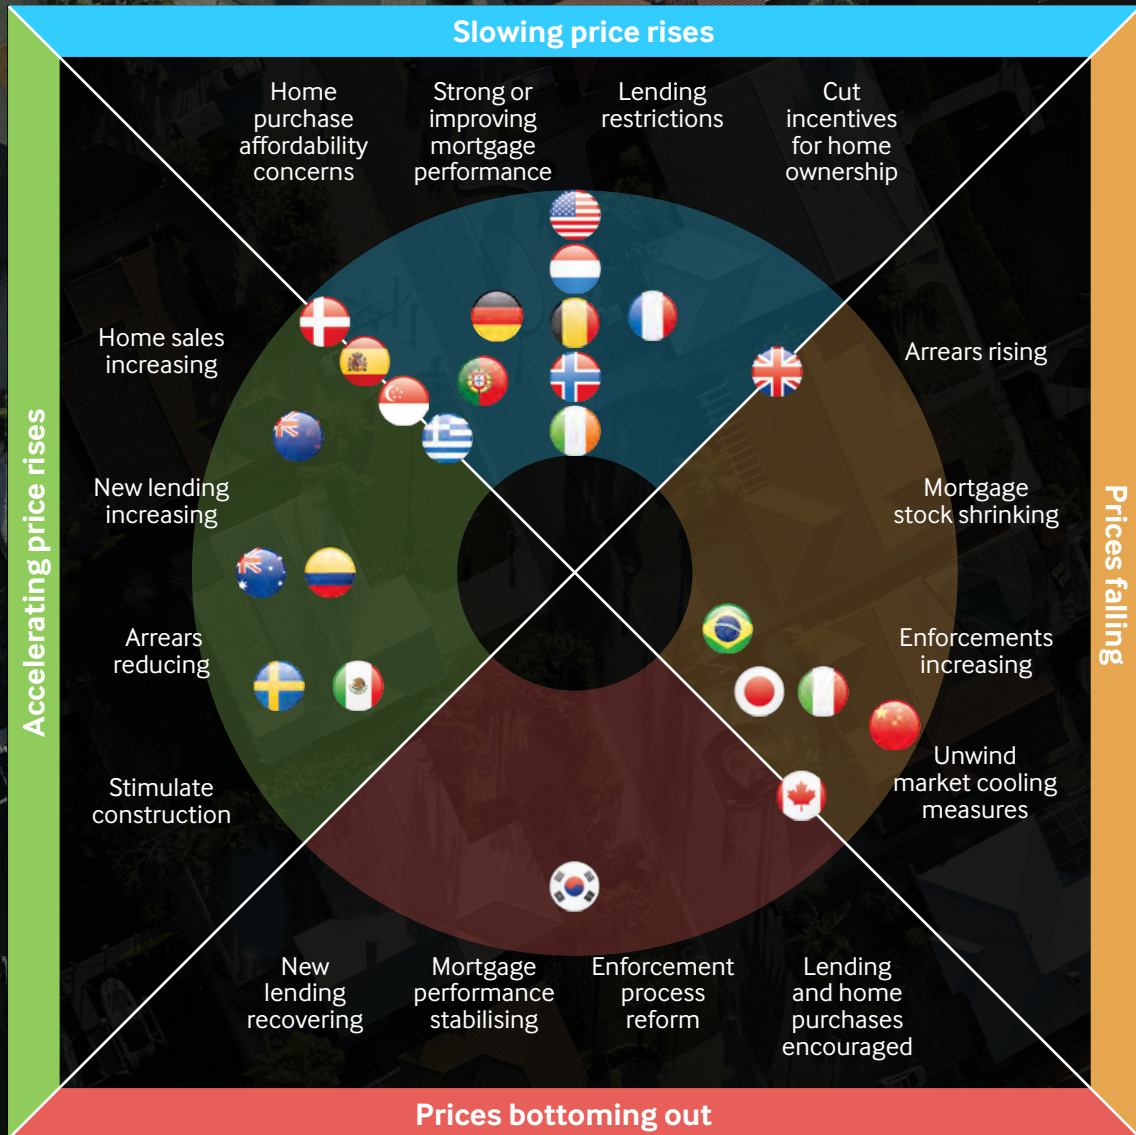 Slowing price rises
Home
purchase
affordability
concerns
Strong or
improving
mortgage
performance
Lending
restrictions
Cut
incentives
for home
ownership
Accelerating price rises
Home sales
increasing
New lending
increasing
Arrears
reducing
Stimulate
construction
Arrears rising
Mortgage
stock shrinking
Enforcements
increasing
Unwind
market cooling
measures
Prices falling
New
lending
recovering
Mortgage
performance
stabilising
Enforcement
process
reform
Lending
and home
purchases
encouraged
Prices bottoming out